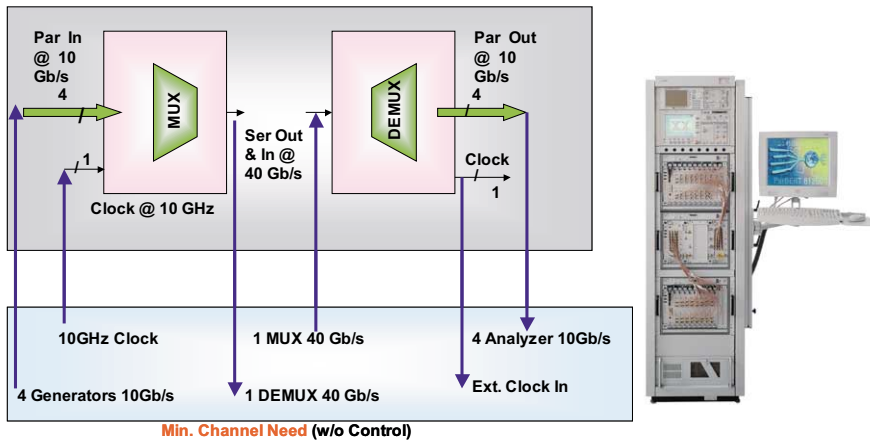 Par In
@ 10
Gb/s
4
MUX
1
Clock @ 10 GHz
Ser Out
& In @
40 Gb/s
DEMUX
Par Out
@ 10
Gb/s
4
Clock
1
10GHz Clock
1 MUX 40 Gb/s
4 Analyzer 10Gb/s
4 Generators 10Gb/s
1 DEMUX 40 Gb/s
Ext. Clock In
Min. Channel Need (w/o Control)